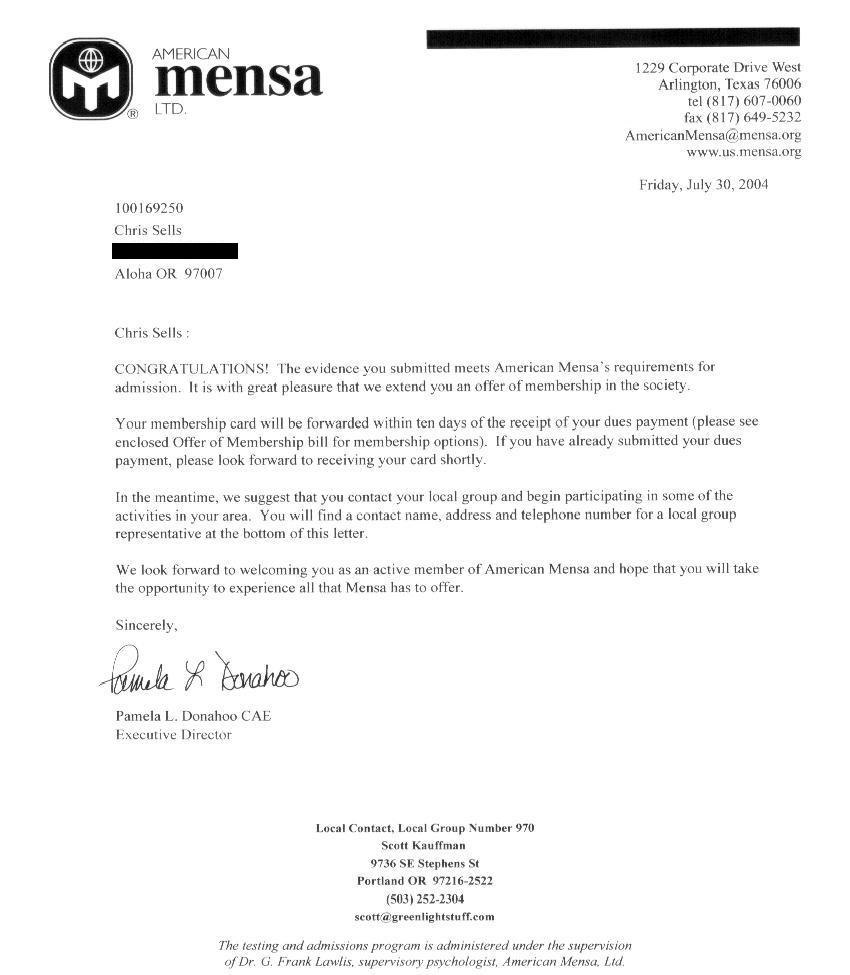 AMERICAN
mensa
LTD.
®
1229 Corporate Drive West
Arlington, Texas 76006
tel (817) 607-0060
fax (817) 649-5232
AmericanMensa@mensa.org
www.us.mensa.org
Friday, July 30, 2004
100169250
Chris Sells
Aloha OR  97007
Chris Sells :
CONGRATULATIONS!  The evidence you submitted meets American Mensa's requirements for
admission.  It is with great pleasure that we extend you an offer of membership in the society.
Your membership card will be forwarded within ten days of the receipt of your dues payment (please see
enclosed Offer of Membership bill for membership options).  If you have already submitted your dues
payment, please look forward to receiving your card shortly.
In the meantime, we suggest that you contact your local group and begin participating in some of the
activities in your area.  You will find a contact name, address and telephone number for a local group
representative at the bottom of this letter.
We look forward to welcoming you as an active member of American Mensa and hope that you will take
the opportunity to experience all that Mensa has to offer.
Sincerely,
Pamela L Donahoo
Pamela L. Donahoo CAE
Executive Director
Local Contact, Local Group Number 970
Scott Kauffman
9736 SE Stephens St
Portland OR  97216-2522
(503) 252-2304
scott@greenlightstuff.com
The testing and admissions program is administered under the supervision
of Dr. G. Frank Lawlis, supervisory psychologist, American Mensa, Ltd.